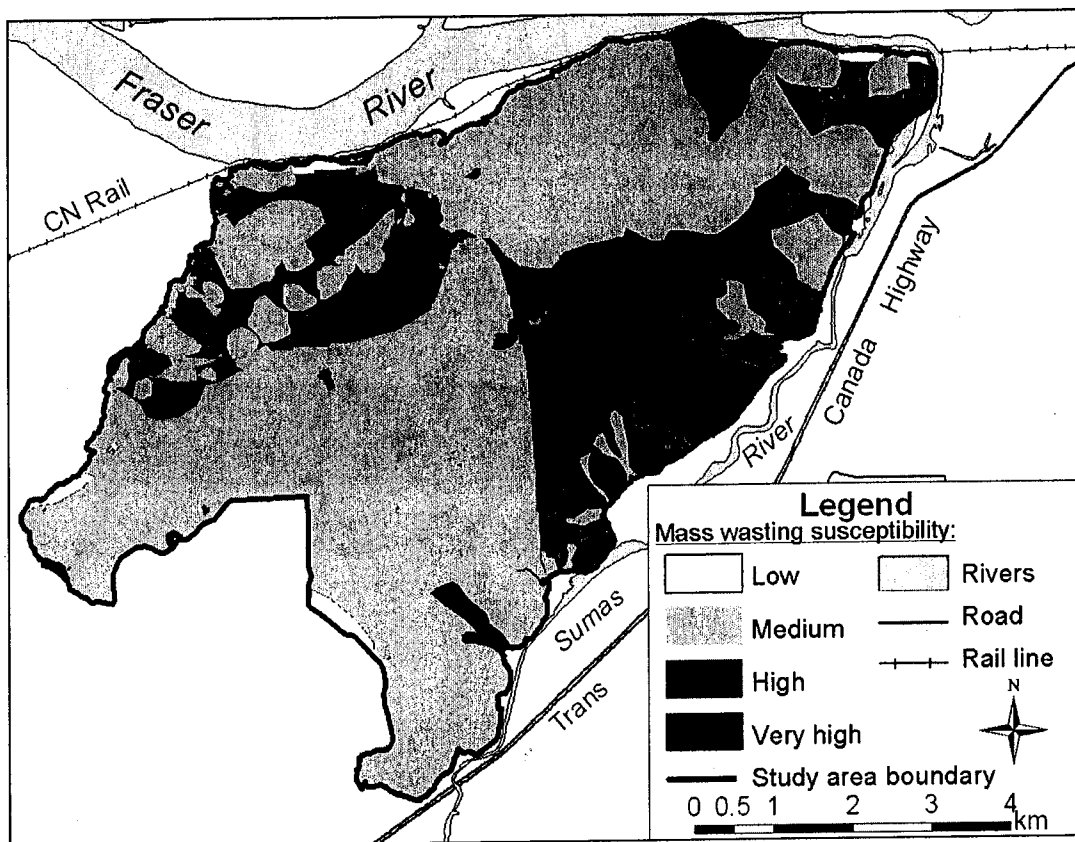 Fraser River
CN Rail
Canada Highway
River
Sumas
Trans
Legend
Mass wasting susceptibility:
Low
Medium
High
Very high
Study area boundary
Rivers
Road
Rail line
N
0 0.5 1 2 3 4
km